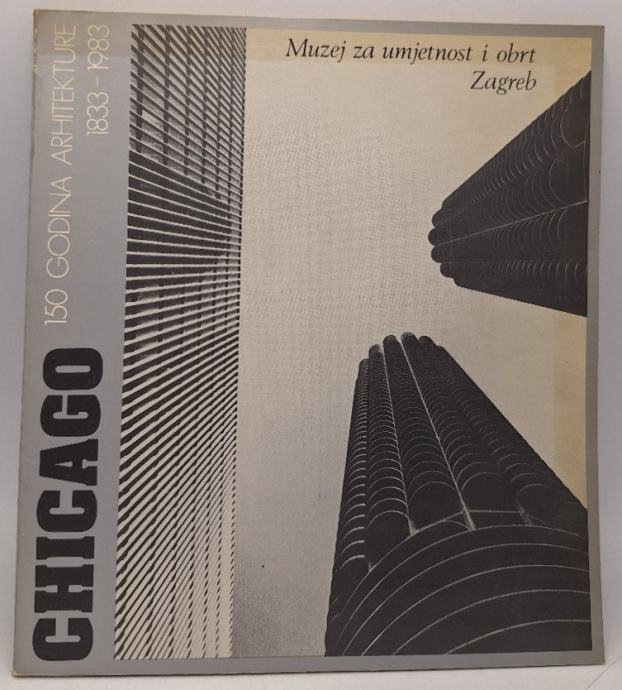 Muzej za umjetnost i obrt
Zagreb
CHICAGO
150 GODINA ARHITEKTURE
1833-1983